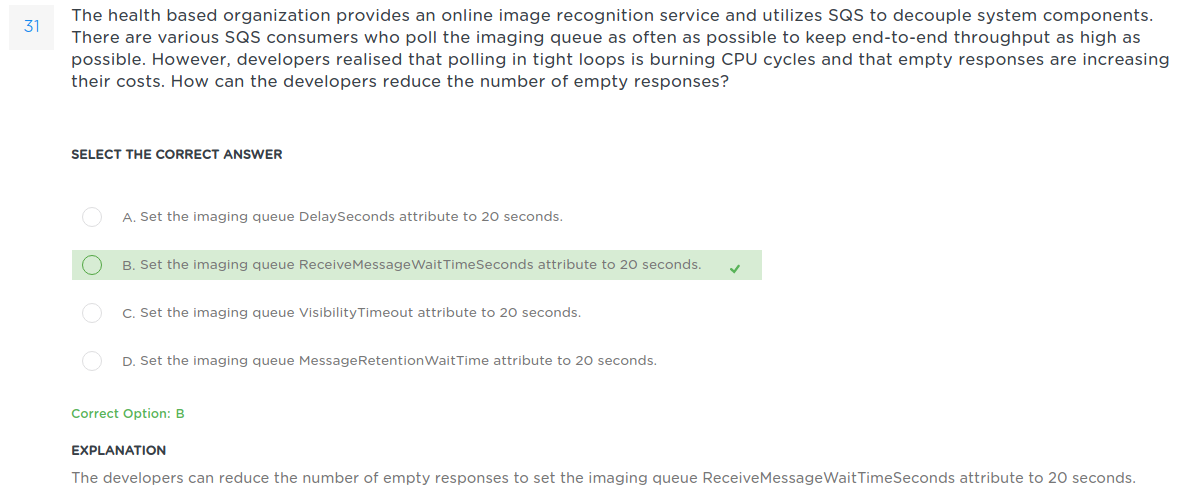 31
The health based organization provides an online image recognition service and utilizes SQS to decouple system components.
There are various SQS consumers who poll the imaging queue as often as possible to keep end-to-end throughput as high as
possible. However, developers realised that polling in tight loops is burning CPU cycles and that empty responses are increasing
their costs. How can the developers reduce the number of empty responses?
SELECT THE CORRECT ANSWER
A. Set the imaging queue DelaySeconds attribute to 20 seconds.
B. Set the imaging queue ReceiveMessageWaitTimeSeconds attribute to 20 seconds.
C. Set the imaging queue VisibilityTimeout attribute to 20 seconds.
D. Set the imaging queue MessageRetentionWaitTime attribute to 20 seconds.
Correct Option: B
EXPLANATION
The developers can reduce the number of empty responses to set the imaging queue ReceiveMessageWaitTimeSeconds attribute to 20 seconds.